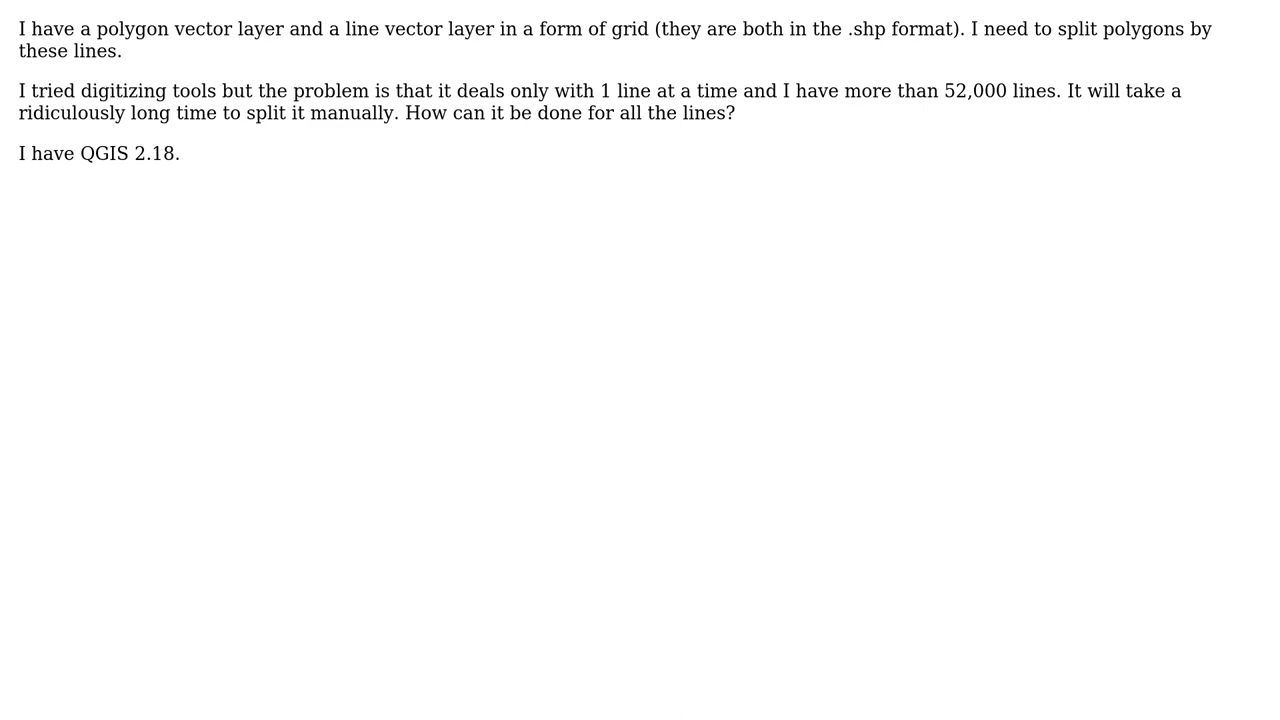 I have a polygon vector layer and a line vector layer in a form of grid (they are both in the .shp format). I need to split polygons by
these lines.
I tried digitizing tools but the problem is that it deals only with 1 line at a time and I have more than 52,000 lines. It will take a
ridiculously long time to split it manually. How can it be done for all the lines?
I have QGIS 2.18.